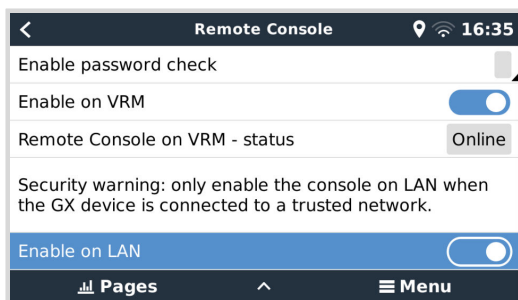 Remote Console
16:35
Enable password check
Enable on VRM
Remote Console on VRM - status
Online
Security warning: only enable the console on LAN when
the GX device is connected to a trusted network.
Enable on LAN
Pages
Menu